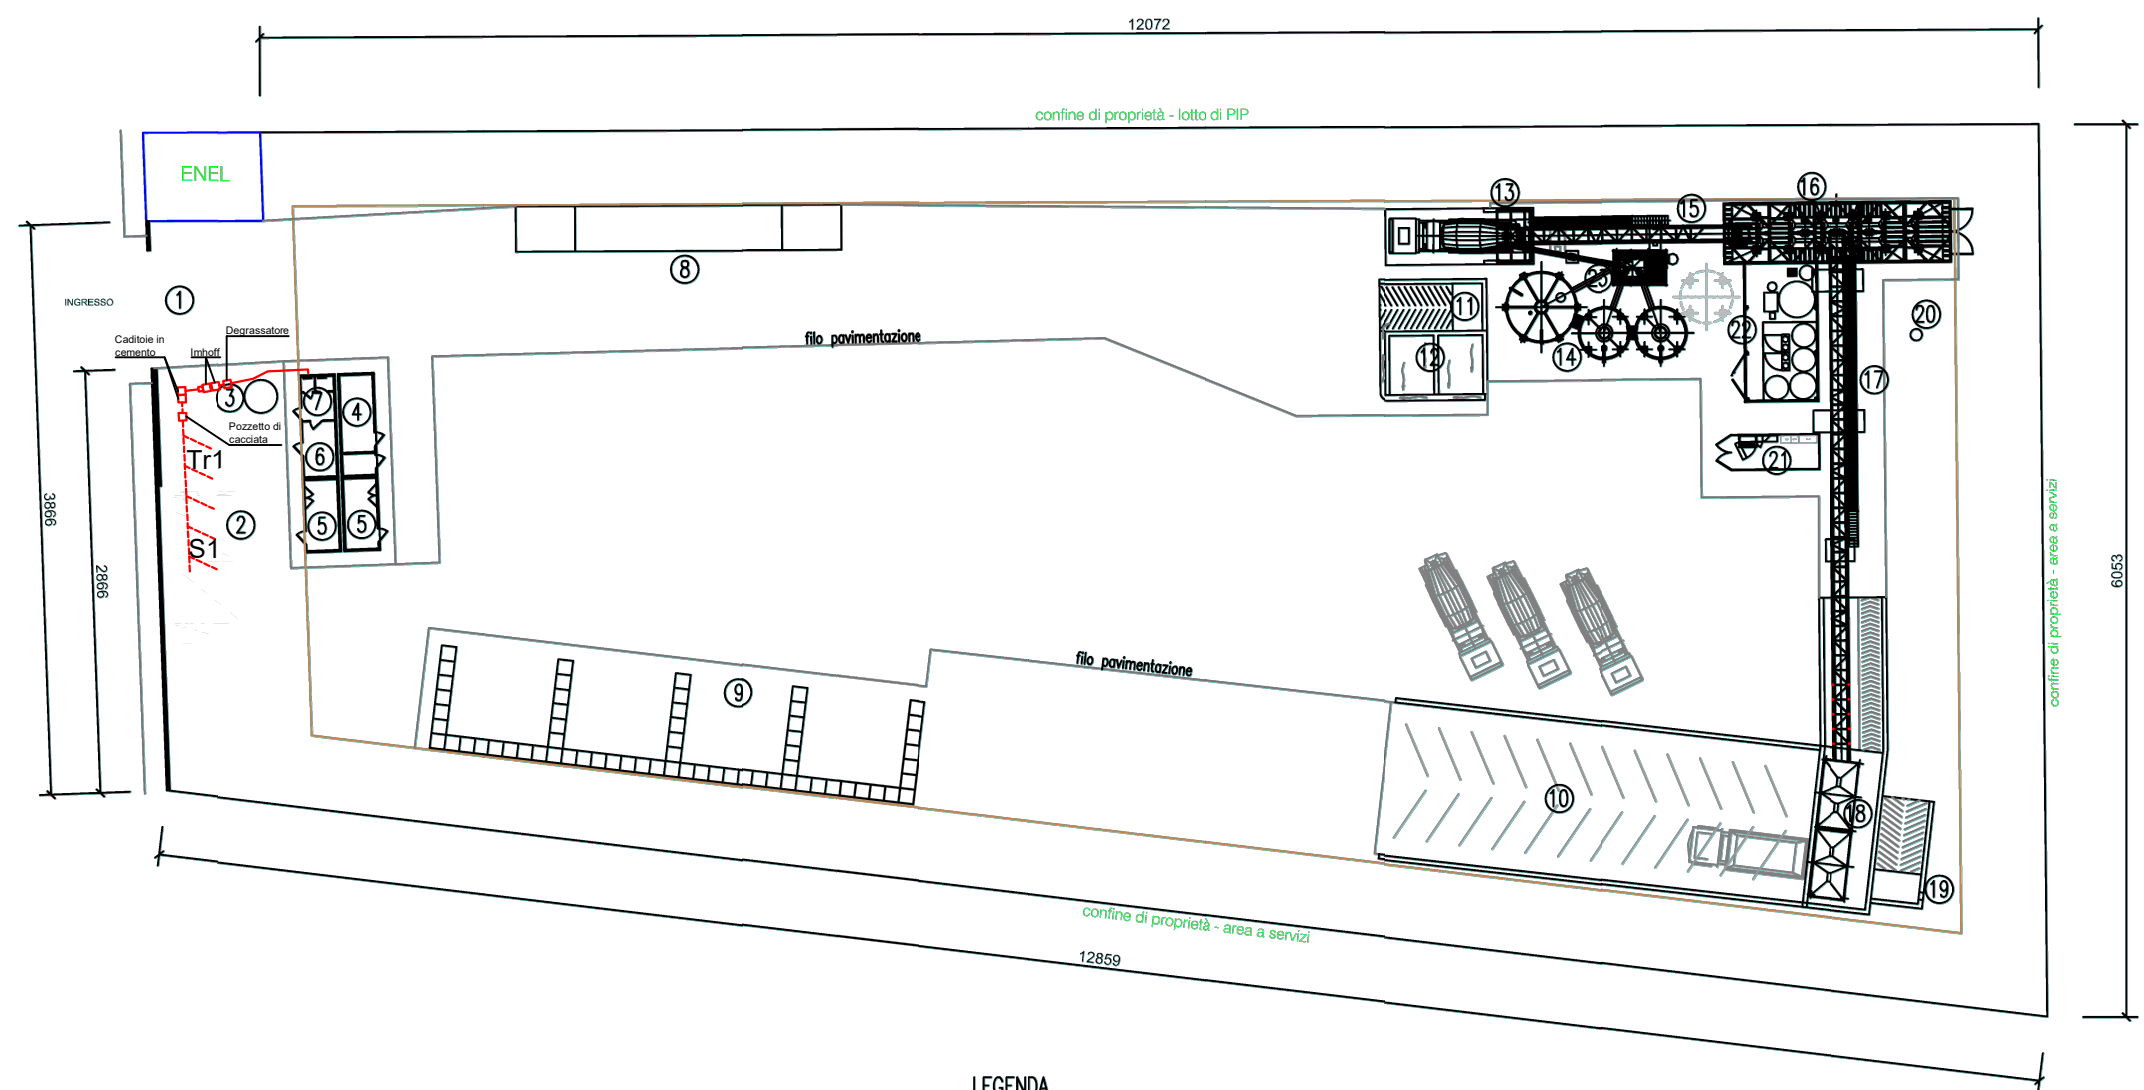 12072
confine di proprietà - lotto di PIP
ENEL
13
16
15
8
1
INGRESSO
23
11
20
22
14
12
17
filo pavimentazione
Degrassatore
Caditoie in
cemento
Imhoff
3
7
4
Pozzetto di
cacciata
6
Tr1
21
2
5
5
S1
3866
2866
confine di proprietà - area a servizi
6053
filo pavimentazione
9
10
18
19
confine di proprietà - area a servizi
12859
LEGENDA